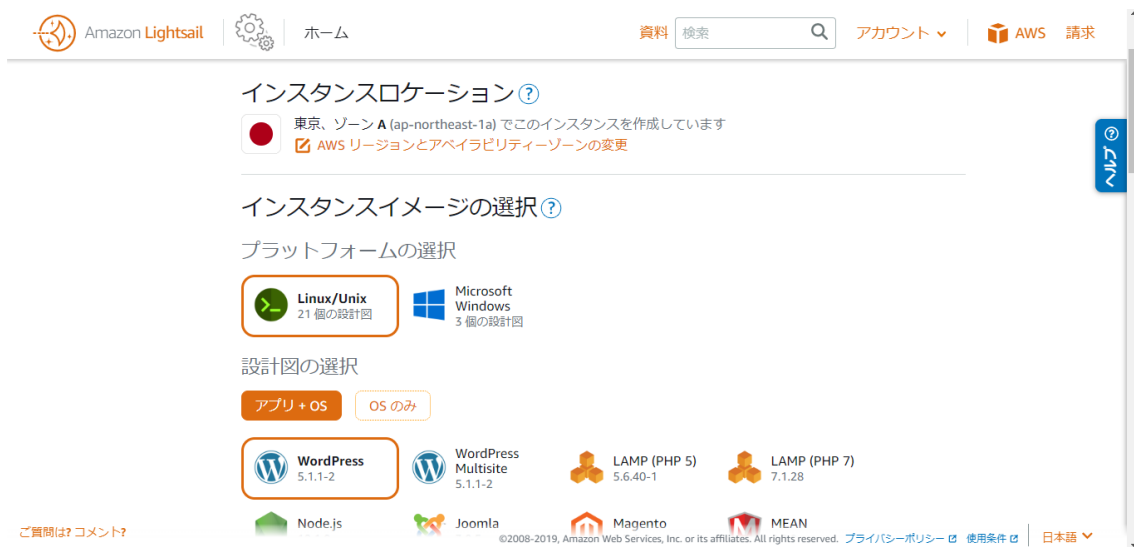 Amazon Lightsail
ホーム
資料
検索
アカウント
AWS
請求
インスタンスロケーション ?
東京、ゾーン A (ap-northeast-1a) でこのインスタンスを作成しています
AWS リージョンとアベイラビリティーゾーンの変更
ヘルプ ?
インスタンスイメージの選択 ?
プラットフォームの選択
Linux/Unix
21 個の設計図
Microsoft
Windows
3 個の設計図
設計図の選択
アプリ + OS
OS のみ
WordPress
5.1.1-2
WordPress
Multisite
5.1.1-2
LAMP (PHP 5)
5.6.40-1
LAMP (PHP 7)
7.1.28
Node.js
Joomla
Magento
MEAN
ご質問は? コメント?
©2008-2019, Amazon Web Services, Inc. or its affiliates. All rights reserved.
プライバシーポリシー
使用条件
日本語